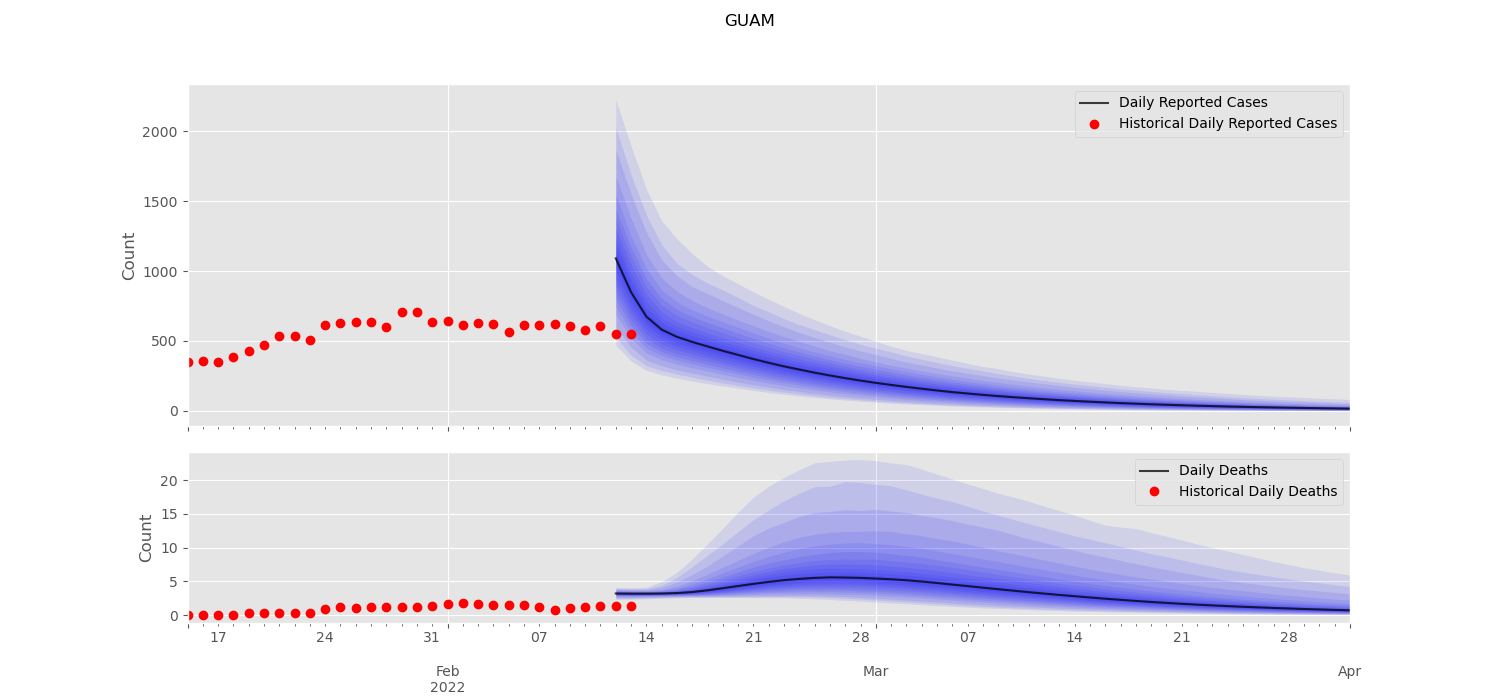 GUAM
Daily Reported Cases
Historical Daily Reported Cases
2000
1500
1000
500
0
Count
Daily Deaths
Historical Daily Deaths
20
15
10
5
0
Count
17 24 31 07 14 21 28 07 14 21 28
Feb Mar Apr
2022